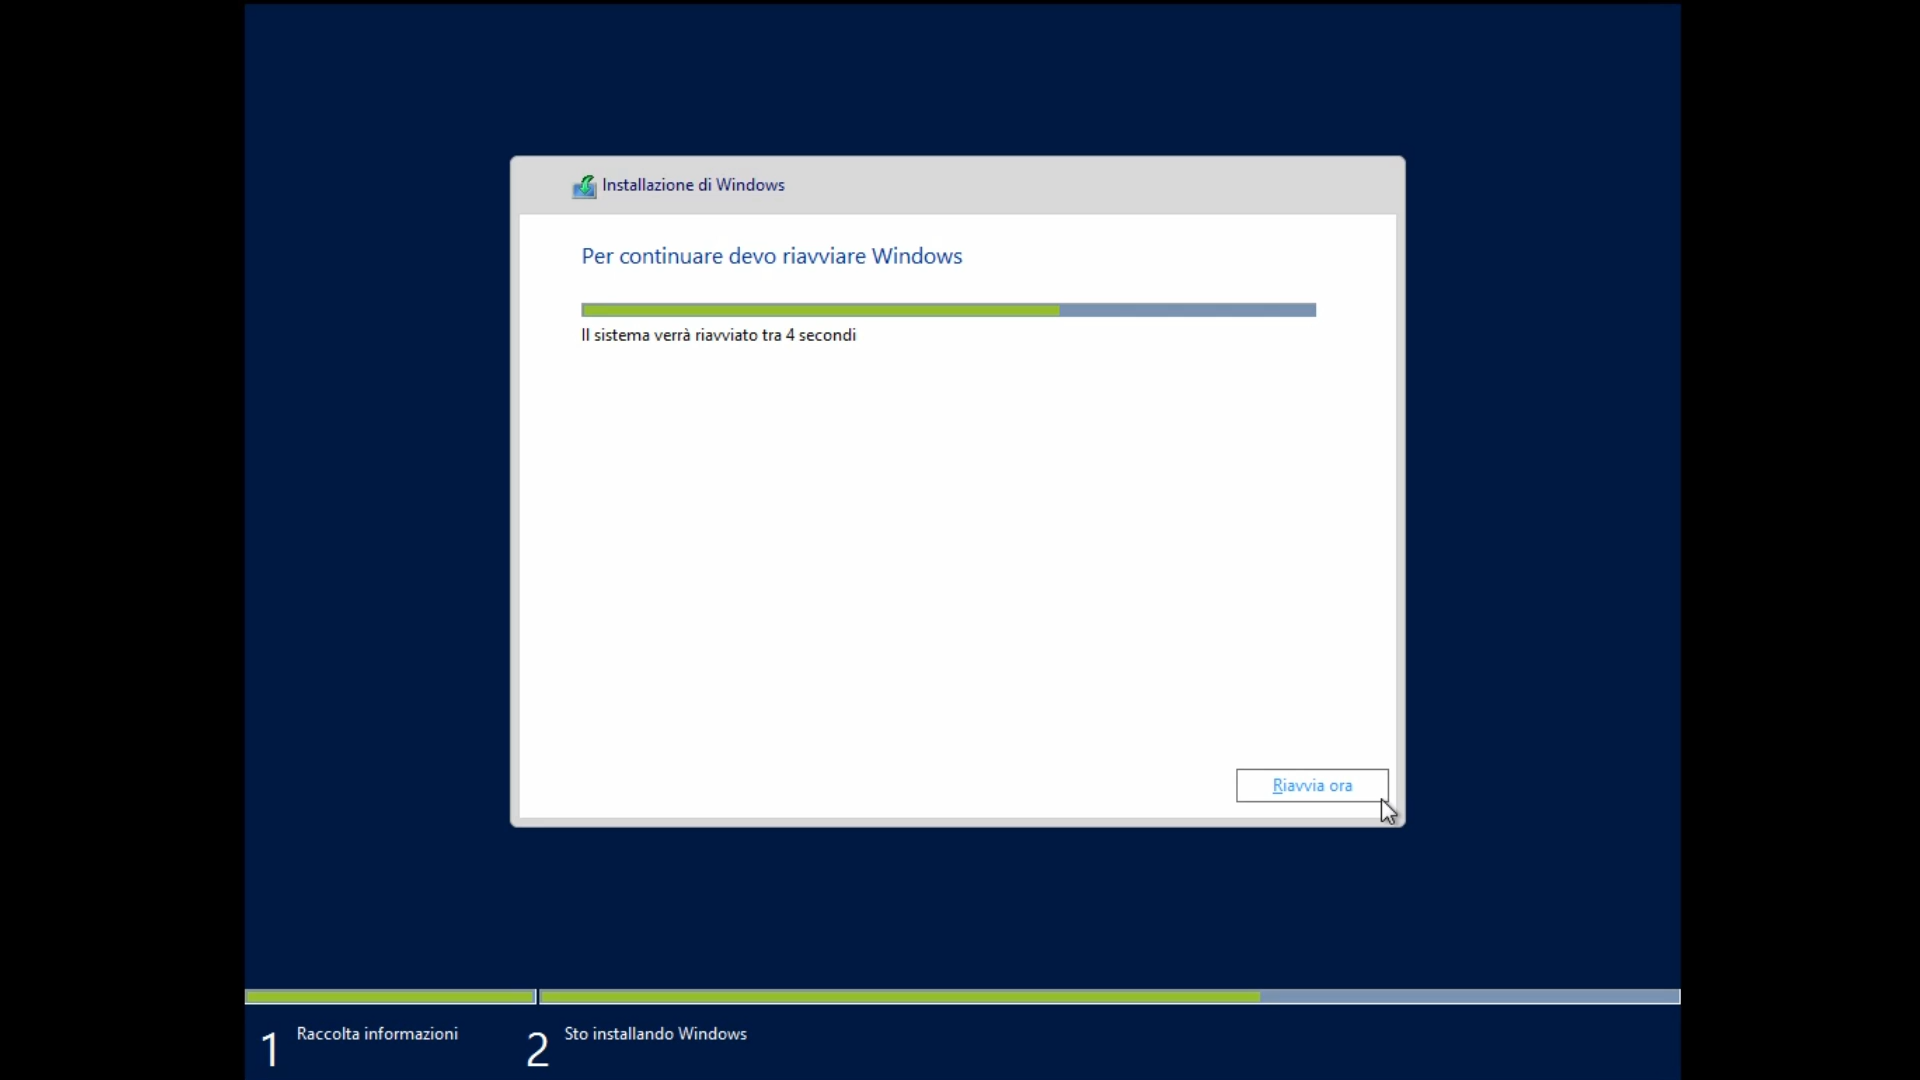 Installazione di Windows
Per continuare devo riavviare Windows
Il sistema verrà riavviato tra 4 secondi
Riavvia ora
1 Raccolta informazioni
2 Sto installando Windows